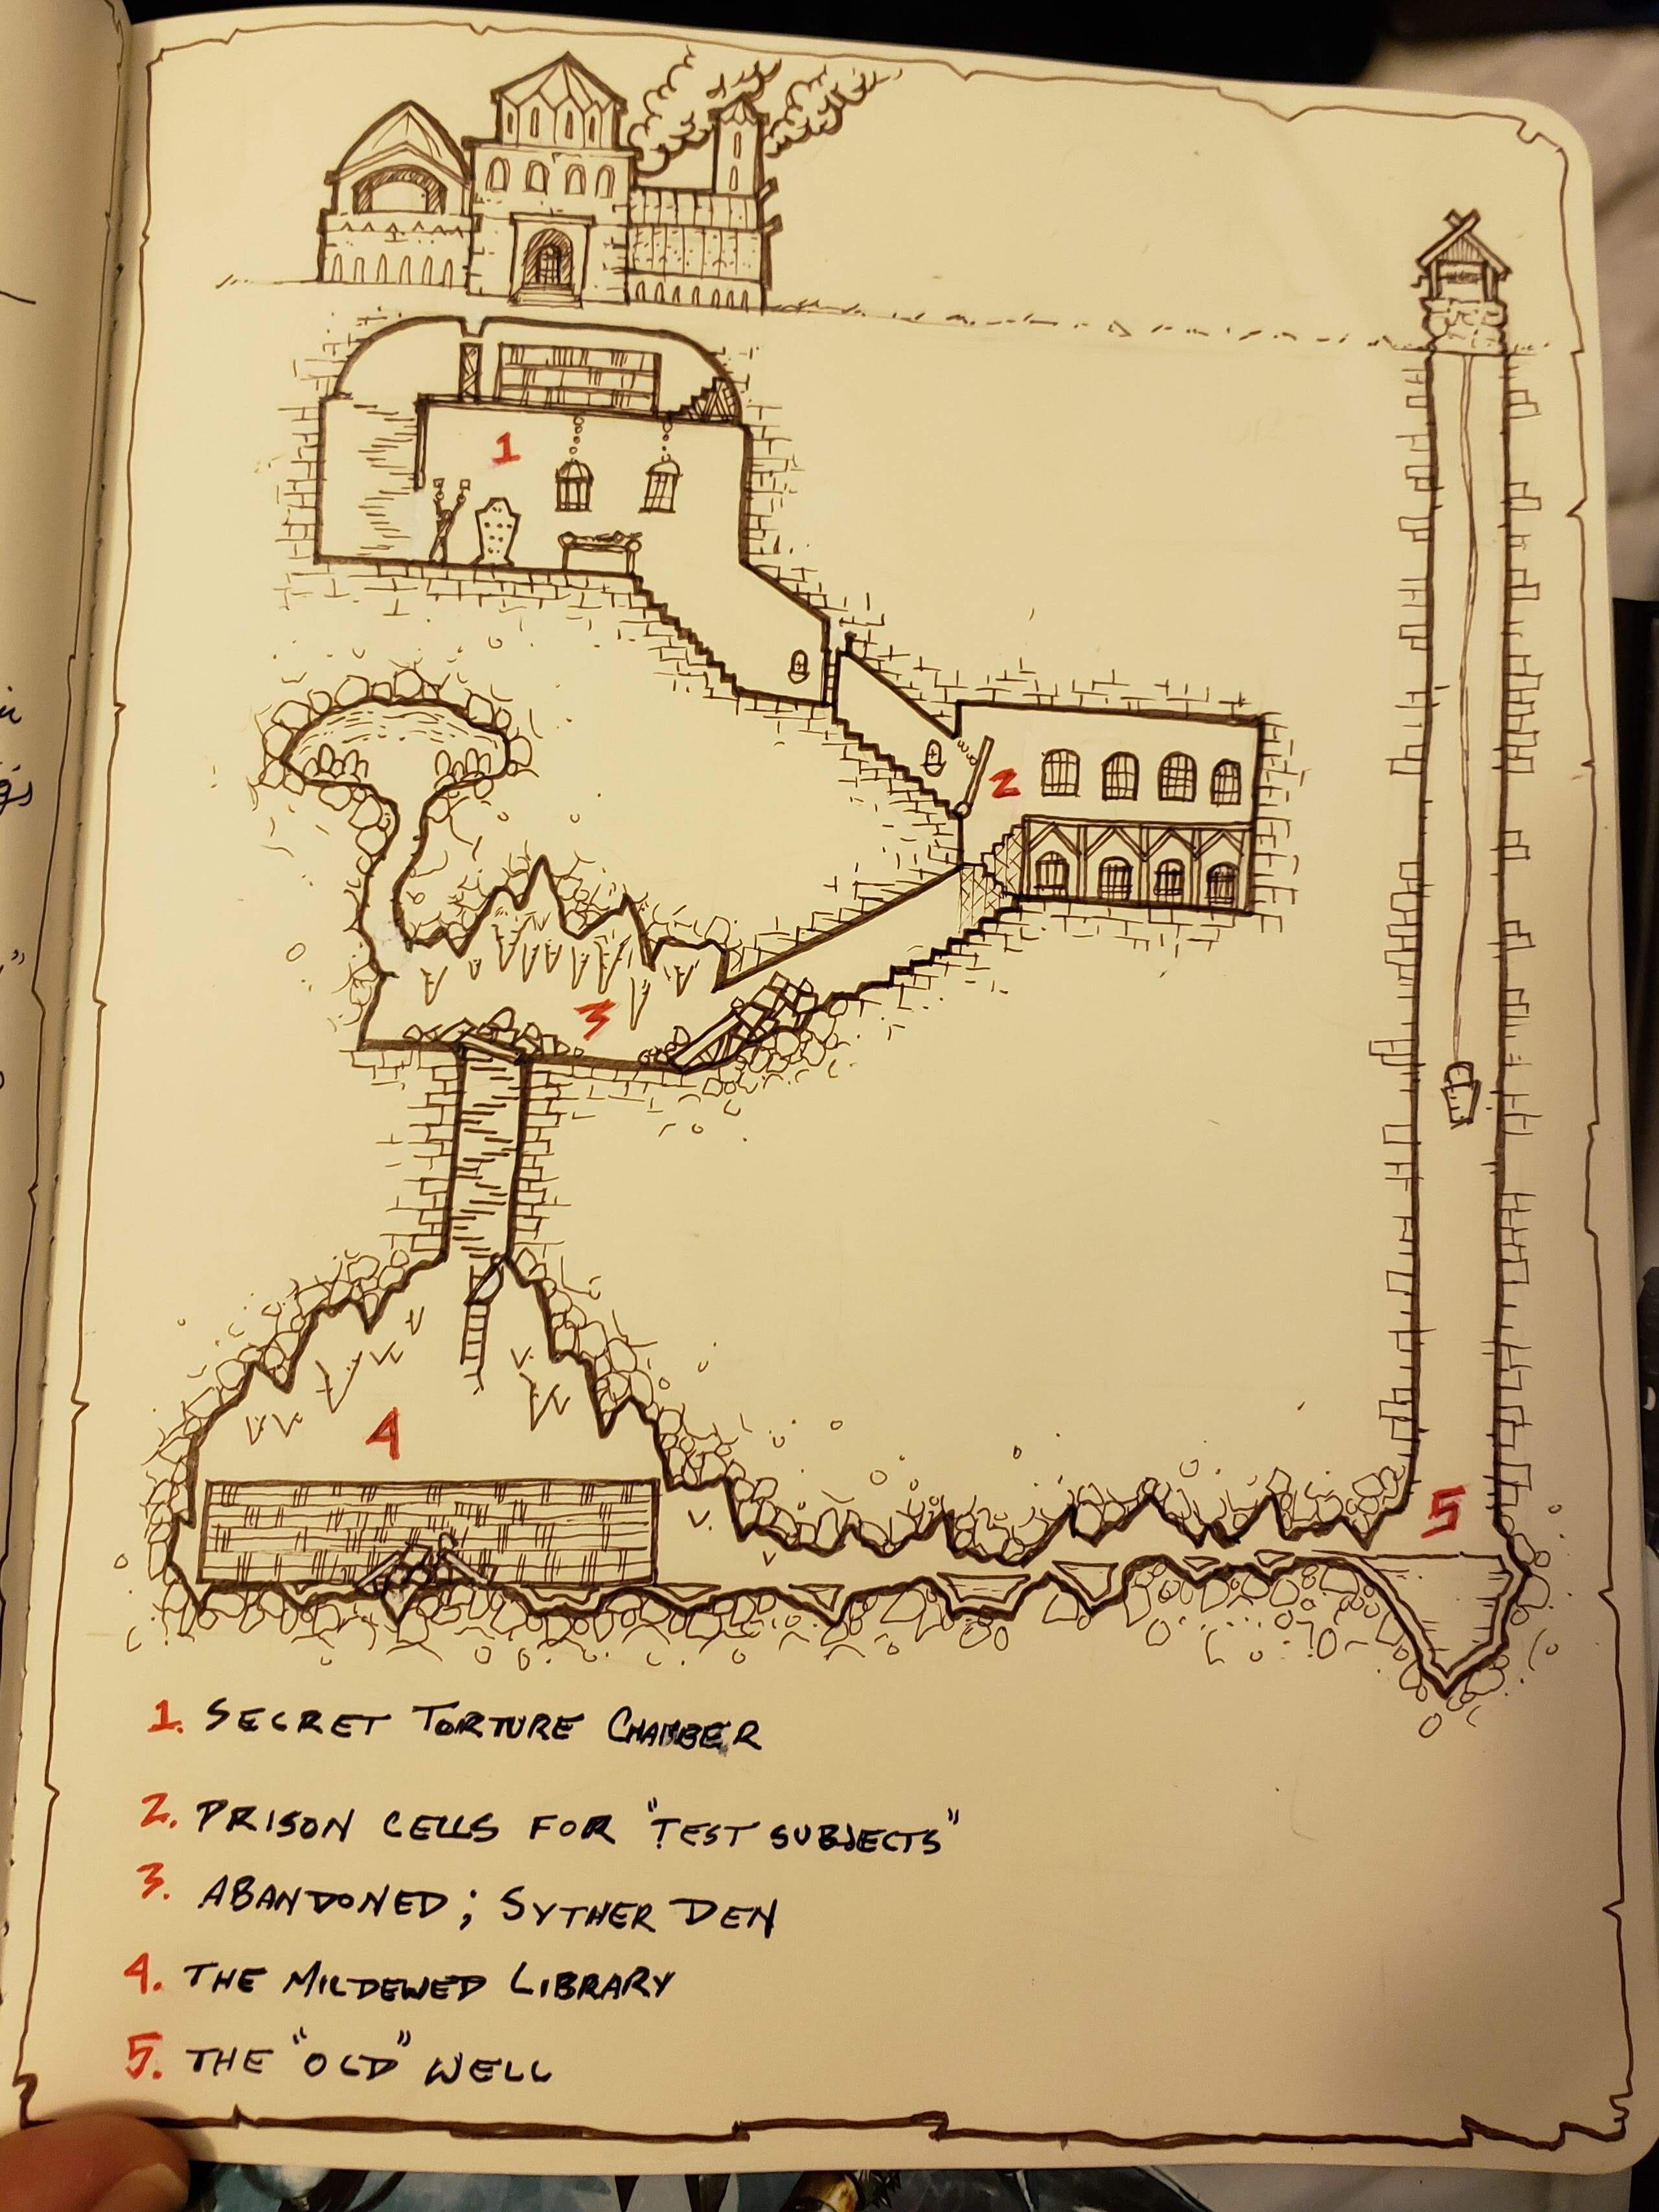 1
2
3
4
5
1. SECRET TORTURE CHAMBER
2. PRISON CELLS FOR "TEST SUBJECTS"
3. ABANDONED; SYTHER DEN
4. THE MILDEWED LIBRARY
5. THE "OLD" WELL